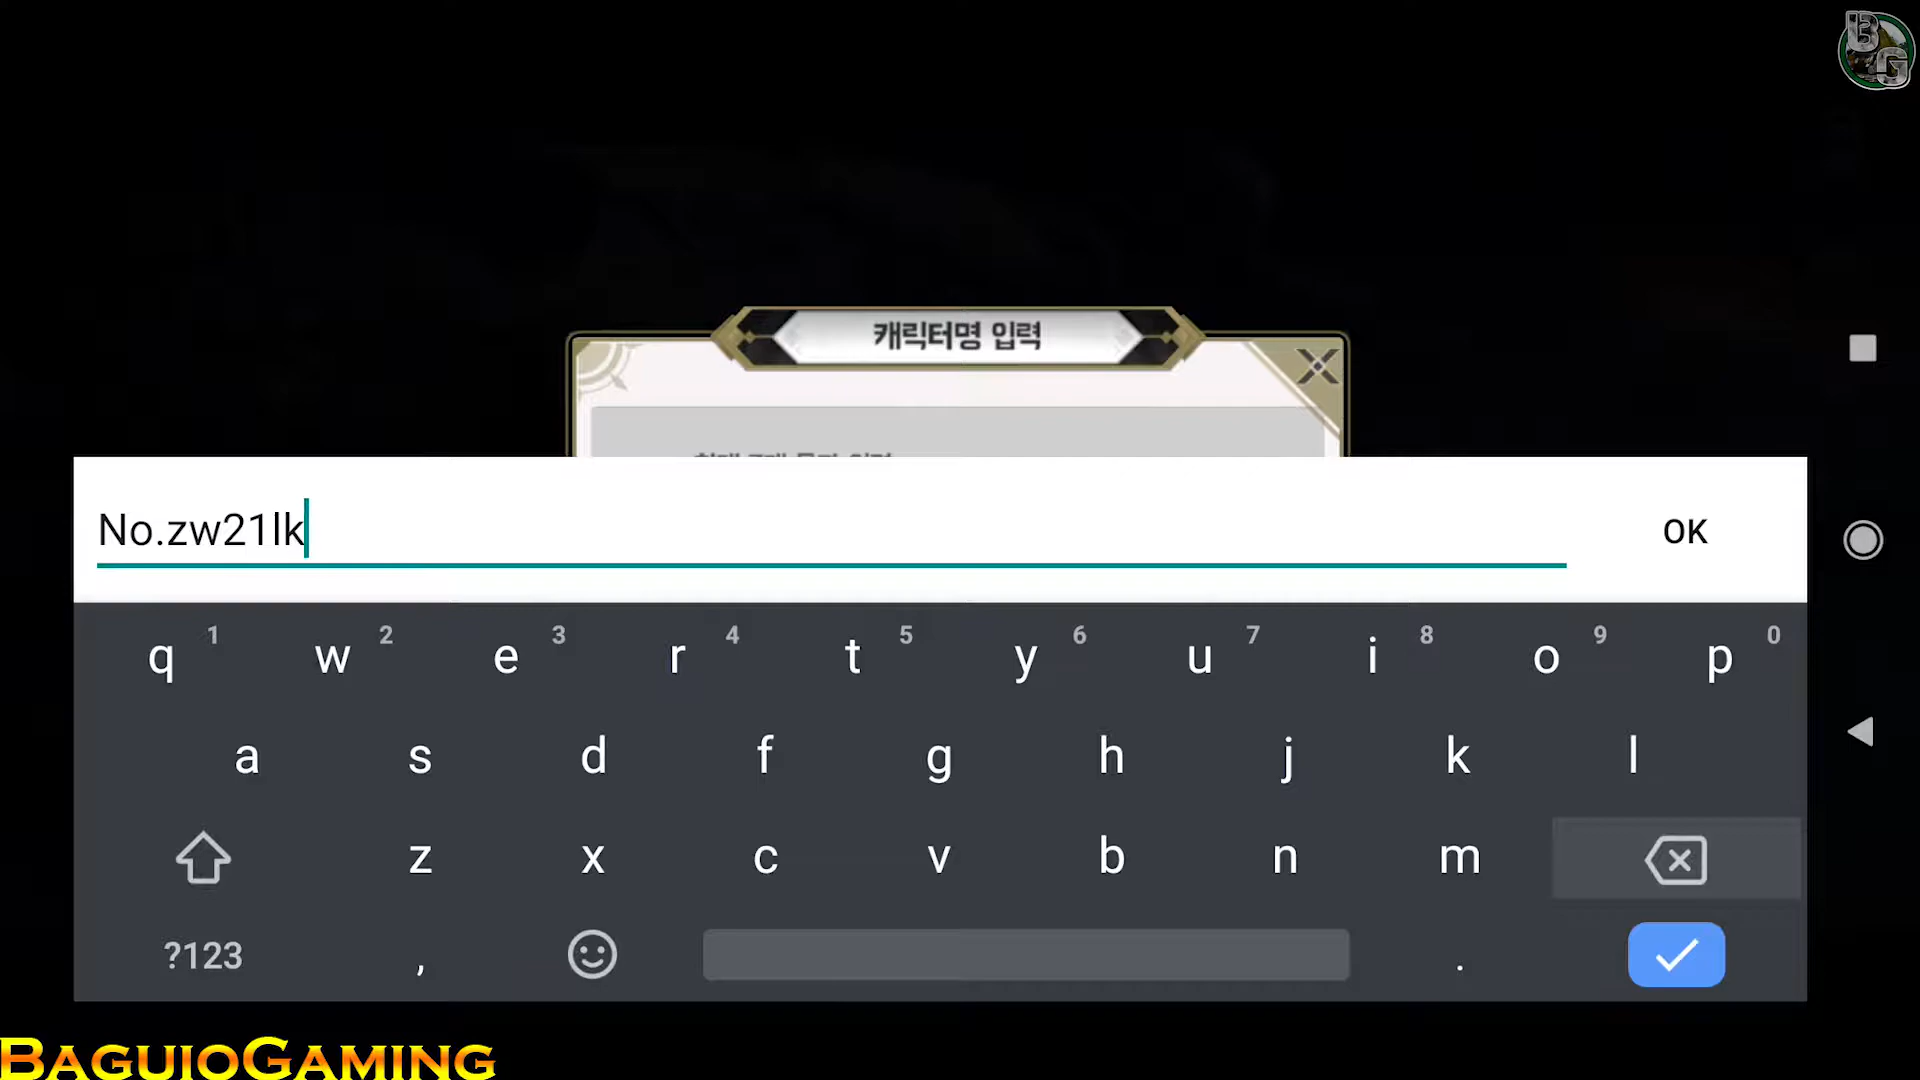 BG
캐릭터명 입력
No.zw21lk
OK
q 1 w 2 e 3 r 4 t 5 y 6 u 7 i 8 o 9 p 0
a s d f g h j k l
z x c v b n m
?123 , .
BAGUIOGAMING